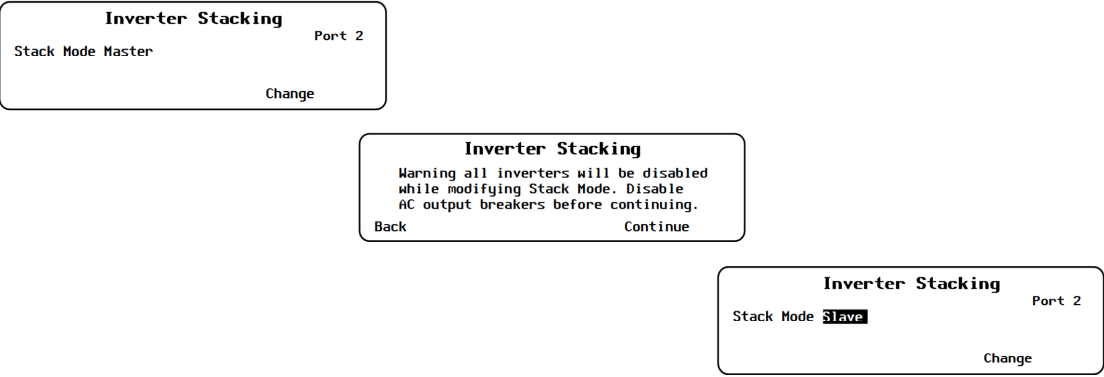 Inverter Stacking
Port 2
Stack Mode Master
Change
Inverter Stacking
Warning all inverters will be disabled
while modifying Stack Mode. Disable
AC output breakers before continuing.
Back Continue
Inverter Stacking
Port 2
Stack Mode Slave
Change